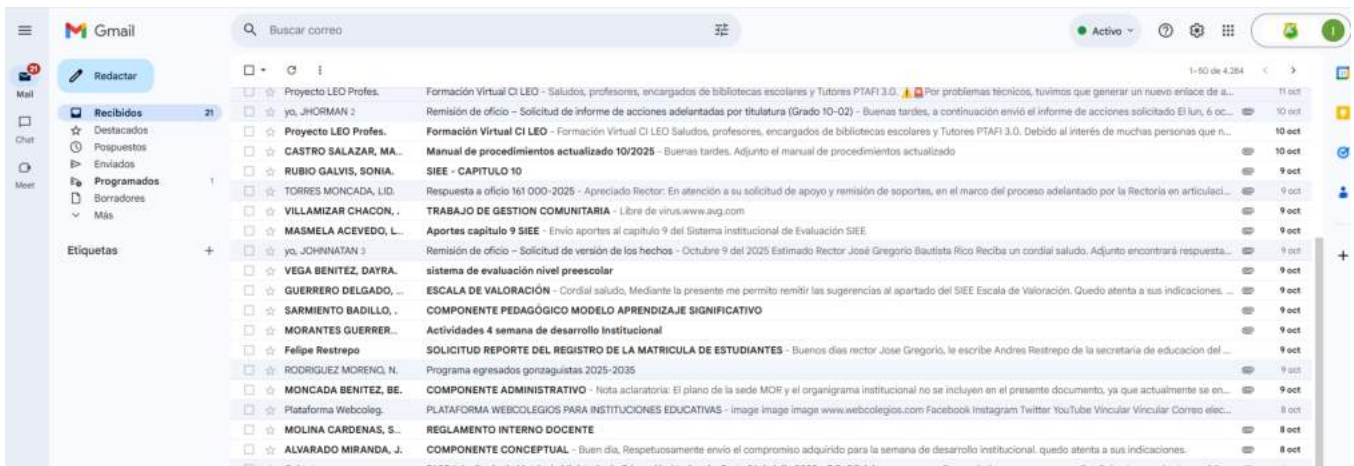 Gmail
Buscar correo
Activo
I
21
Mail
Chat
Meet
Redactar
Recibidos 21
Destacados
Pospuestos
Enviados
Programados 1
Borradores
Más
Etiquetas
1–50 de 4.284
Proyecto LEO Profes. Formación Virtual CI LEO - Saludos, profesores, encargados de bibliotecas escolares y Tutores PTAFI 3.0. ⚠️🚨Por problemas técnicos, tuvimos que generar un nuevo enlace de a... 11 oct
yo, JHORMAN 2 Remisión de oficio – Solicitud de informe de acciones adelantadas por titulatura (Grado 10-02) - Buenas tardes, a continuación envió el informe de acciones solicitado El lun, 6 oc... 10 oct
Proyecto LEO Profes. Formación Virtual CI LEO - Formación Virtual CI LEO Saludos, profesores, encargados de bibliotecas escolares y Tutores PTAFI 3.0. Debido al interés de muchas personas que n... 10 oct
CASTRO SALAZAR, MA... Manual de procedimientos actualizado 10/2025 - Buenas tardes. Adjunto el manual de procedimientos actualizado 10 oct
RUBIO GALVIS, SONIA. SIEE - CAPITULO 10 9 oct
TORRES MONCADA, LID. Respuesta a oficio 161 000-2025 - Apreciado Rector: En atención a su solicitud de apoyo y remisión de soportes, en el marco del proceso adelantado por la Rectoría en articulaci... 9 oct
VILLAMIZAR CHACON, . TRABAJO DE GESTION COMUNITARIA - Libre de virus.www.avg.com 9 oct
MASMELA ACEVEDO, L... Aportes capitulo 9 SIEE - Envio aportes al capitulo 9 del Sistema institucional de Evaluación SIEE 9 oct
yo, JOHNNATAN 3 Remisión de oficio – Solicitud de versión de los hechos - Octubre 9 del 2025 Estimado Rector José Gregorio Bautista Rico Reciba un cordial saludo. Adjunto encontrará respuesta... 9 oct
VEGA BENITEZ, DAYRA. sistema de evaluación nivel preescolar 9 oct
GUERRERO DELGADO, ... ESCALA DE VALORACIÓN - Cordial saludo, Mediante la presente me permito remitir las sugerencias al apartado del SIEE Escala de Valoración. Quedo atenta a sus indicaciones. ... 9 oct
SARMIENTO BADILLO, . COMPONENTE PEDAGÓGICO MODELO APRENDIZAJE SIGNIFICATIVO 9 oct
MORANTES GUERRER... Actividades 4 semana de desarrollo Institucional 9 oct
Felipe Restrepo SOLICITUD REPORTE DEL REGISTRO DE LA MATRICULA DE ESTUDIANTES - Buenos dias rector Jose Gregorio, le escribe Andres Restrepo de la secretaria de educacion del ... 9 oct
RODRIGUEZ MORENO, N. Programa egresados gonzaguistas 2025-2035 9 oct
MONCADA BENITEZ, BE. COMPONENTE ADMINISTRATIVO - Nota aclaratoria: El plano de la sede MOR y el organigrama institucional no se incluyen en el presente documento, ya que actualmente se en... 9 oct
Plataforma Webcoleg. PLATAFORMA WEBCOLEGIOS PARA INSTITUCIONES EDUCATIVAS - image image image www.webcolegios.com Facebook Instagram Twitter YouTube Vincular Vincular Correo elec... 8 oct
MOLINA CARDENAS, S... REGLAMENTO INTERNO DOCENTE 8 oct
ALVARADO MIRANDA, J. COMPONENTE CONCEPTUAL - Buen dia, Respetuosamente envio el compromiso adquirido para la semana de desarrollo institucional. quedo atenta a sus indicaciones. 8 oct